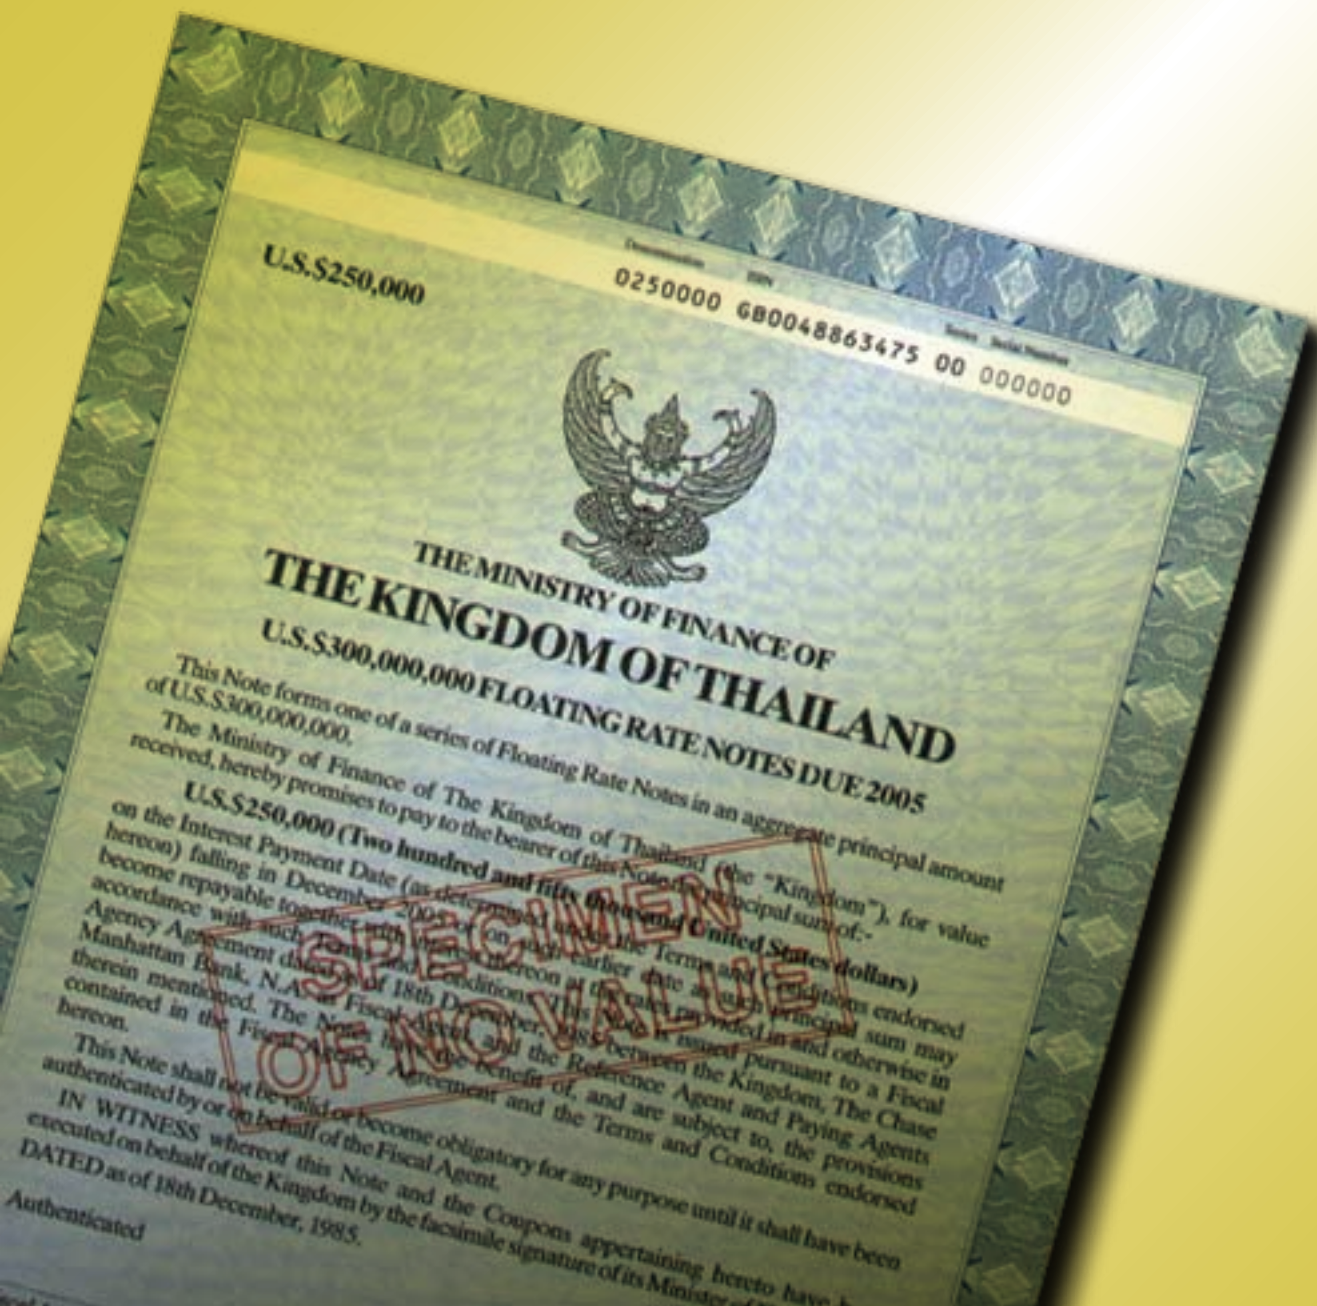 Denomination ISIN Series Serial Number
0250000 GB0048863475 00 000000
U.S.$250,000
THE MINISTRY OF FINANCE OF
THE KINGDOM OF THAILAND
U.S.$300,000,000 FLOATING RATE NOTES DUE 2005
This Note forms one of a series of Floating Rate Notes in an aggregate principal amount
of U.S.$300,000,000.
The Ministry of Finance of The Kingdom of Thailand (the "Kingdom"), for value
received, hereby promises to pay to the bearer of this Note the principal sum of:-
U.S.$250,000 (Two hundred and fifty thousand United States dollars)
on the Interest Payment Date (as determined under the Terms and Conditions endorsed
hereon) falling in December 2005 or on such earlier date as such principal sum may
become repayable together with interest thereon at the rates provided in and otherwise in
accordance with such Terms and Conditions. This Note is issued pursuant to a Fiscal
Agency Agreement dated as of 18th December, 1985 between the Kingdom, The Chase
Manhattan Bank, N.A. as Fiscal Agent and the Reference Agent and Paying Agents
therein mentioned. The Notes have the benefit of, and are subject to, the provisions
contained in the Fiscal Agency Agreement and the Terms and Conditions endorsed
hereon.
This Note shall not be valid or become obligatory for any purpose until it shall have been
authenticated by or on behalf of the Fiscal Agent.
IN WITNESS whereof this Note and the Coupons appertaining hereto have
executed on behalf of the Kingdom by the facsimile signature of its Minister of
DATED as of 18th December, 1985.
Authenticated
SPECIMEN
OF NO VALUE